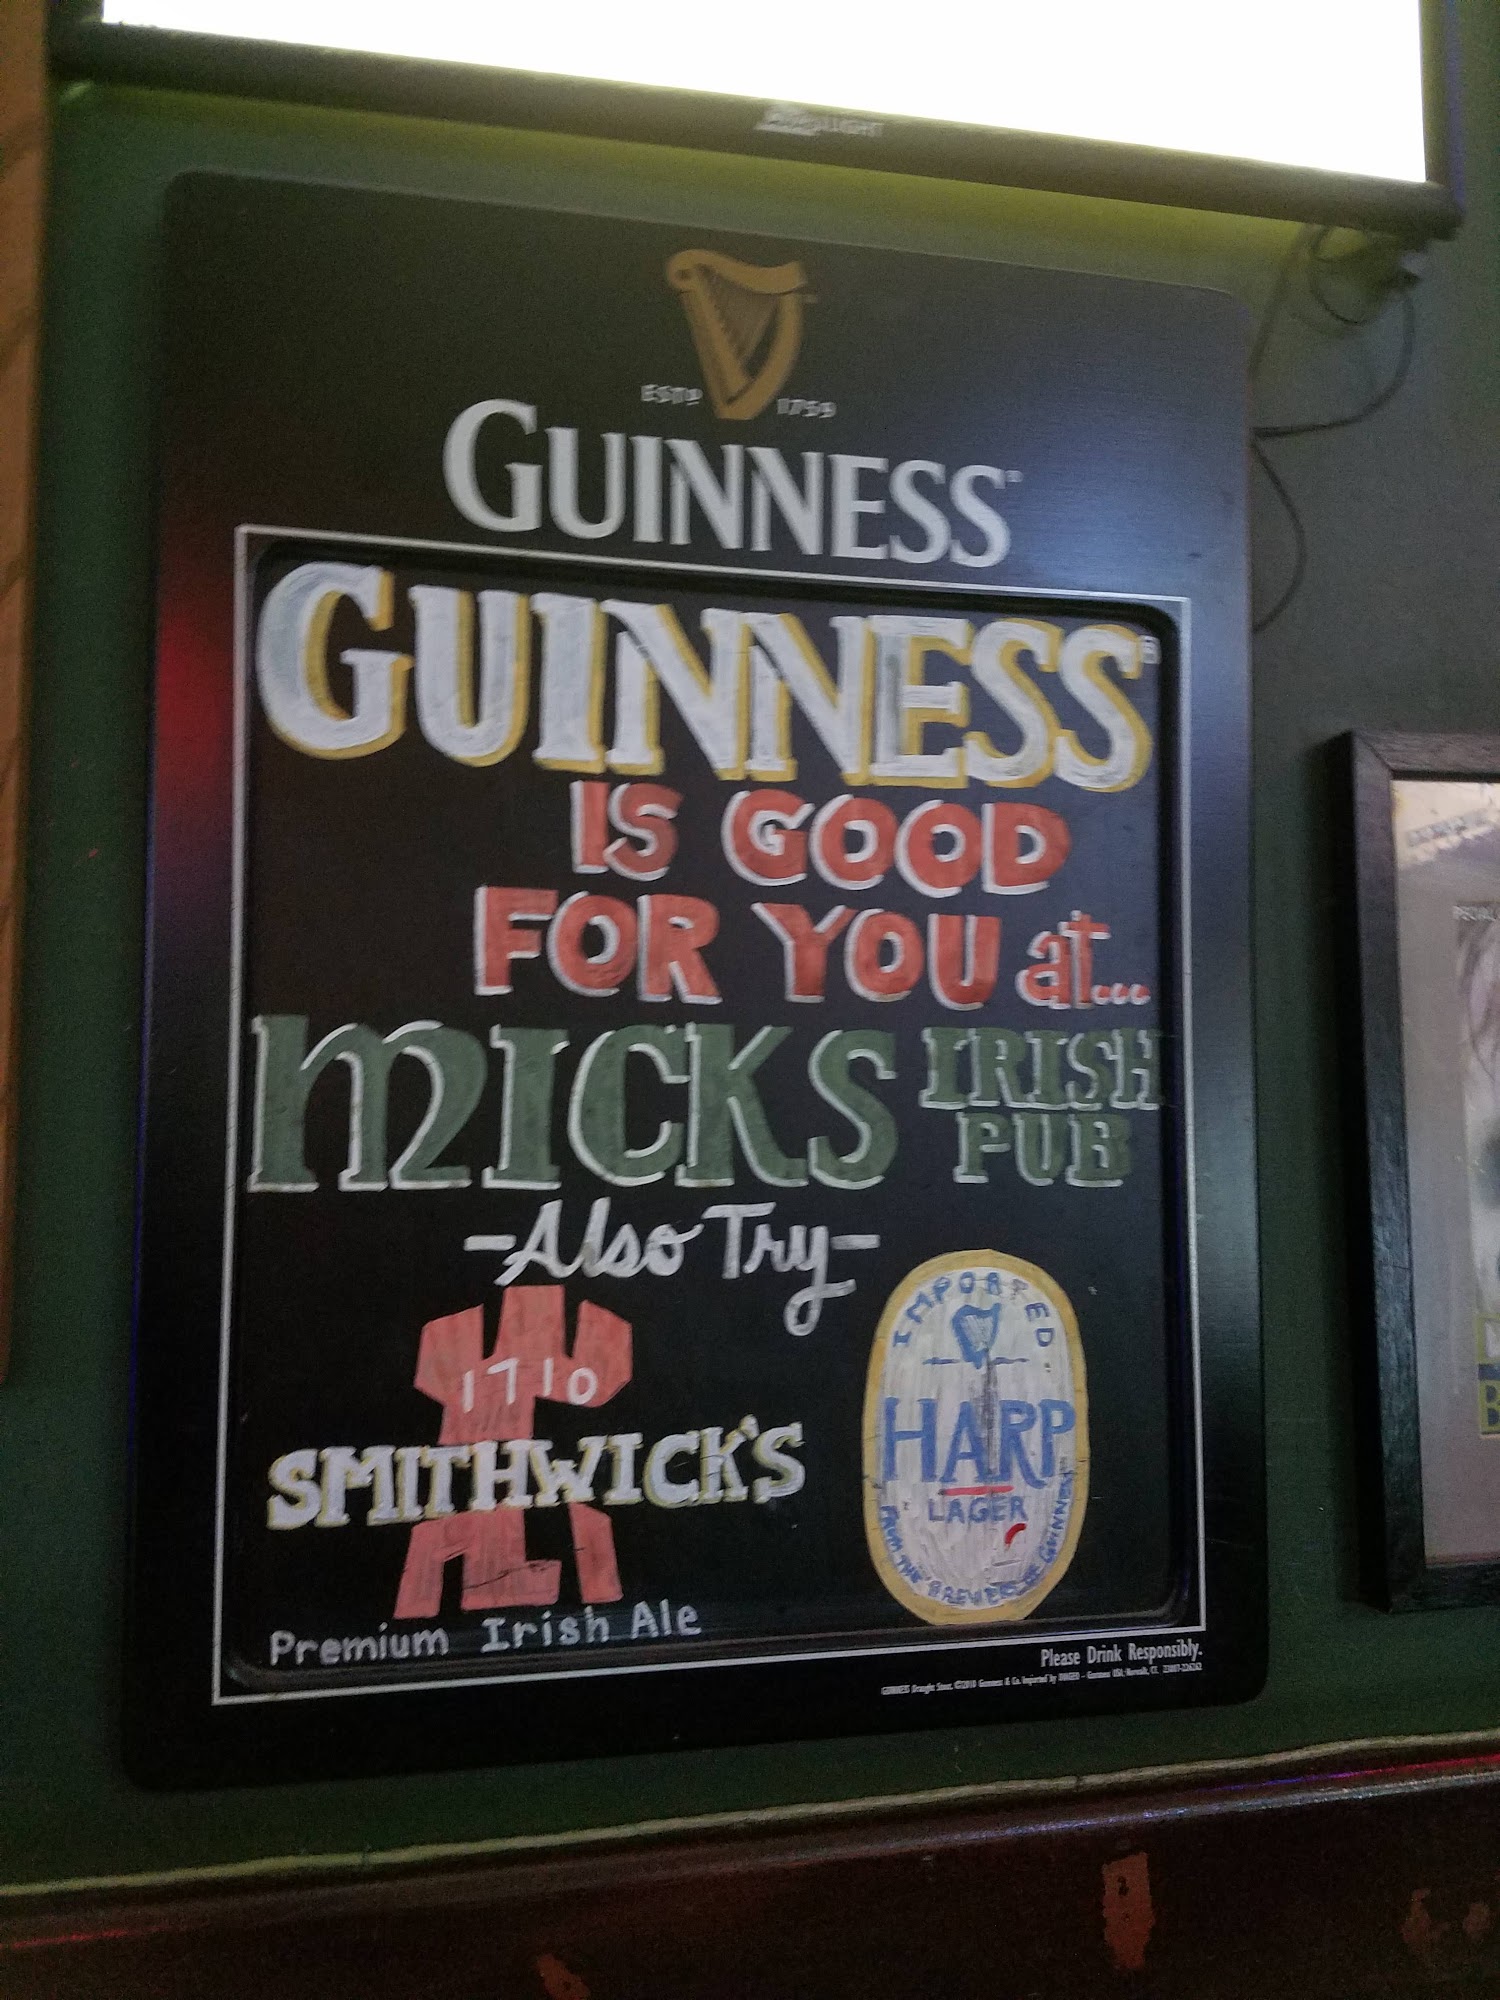 ESTD 1759
GUINNESS®
GUINNESS®
IS GOOD
FOR YOU at...
MICKS IRISH
PUB
-Also Try-
1710
SMITHWICK'S
Premium Irish Ale
IMPORTED
HARP
LAGER
FROM THE BREWERS OF GUINNESS
Please Drink Responsibly.